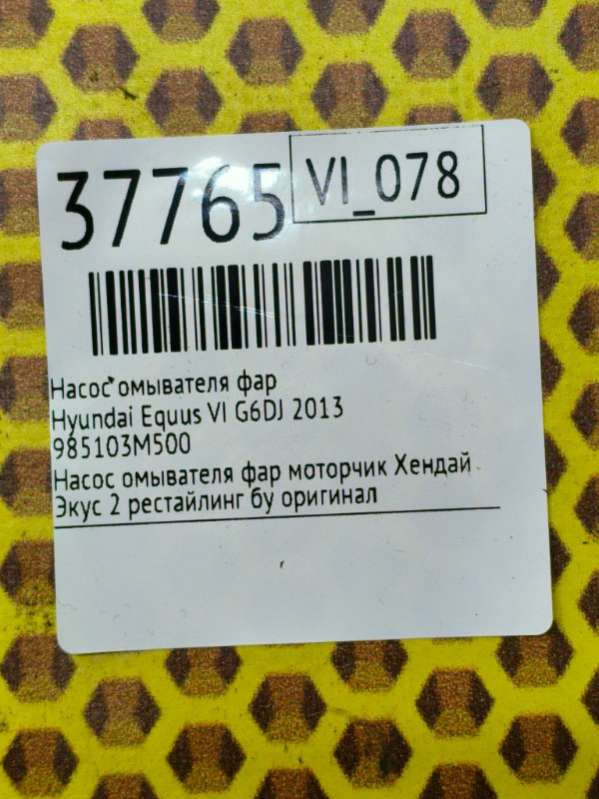 37765 VI_078
Насос омывателя фар
Hyundai Equus VI G6DJ 2013
985103M500
Насос омывателя фар моторчик Хендай
Экус 2 рестайлинг бу оригинал